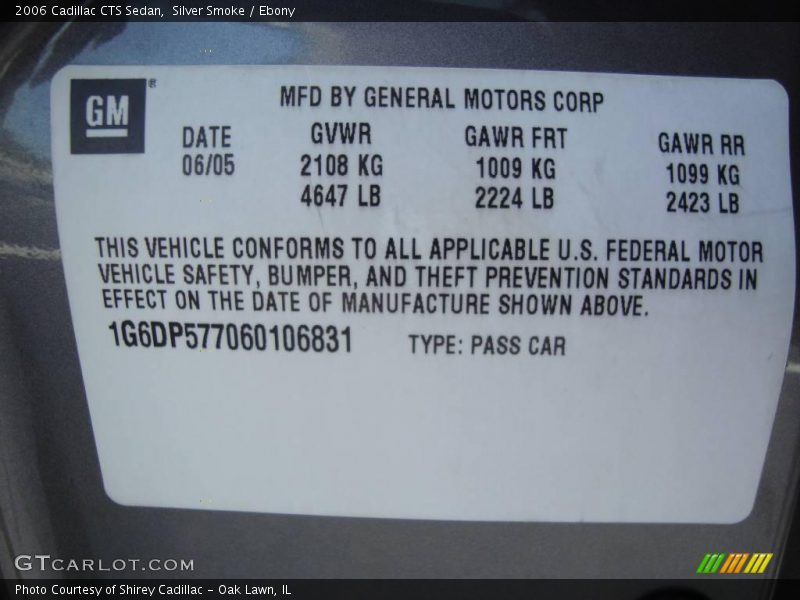 2006 Cadillac CTS Sedan, Silver Smoke / Ebony
GM®
MFD BY GENERAL MOTORS CORP
DATE GVWR GAWR FRT GAWR RR
06/05 2108 KG 1009 KG 1099 KG
4647 LB 2224 LB 2423 LB
THIS VEHICLE CONFORMS TO ALL APPLICABLE U.S. FEDERAL MOTOR
VEHICLE SAFETY, BUMPER, AND THEFT PREVENTION STANDARDS IN
EFFECT ON THE DATE OF MANUFACTURE SHOWN ABOVE.
1G6DP577060106831 TYPE: PASS CAR
GTCARLOT.COM
Photo Courtesy of Shirey Cadillac - Oak Lawn, IL